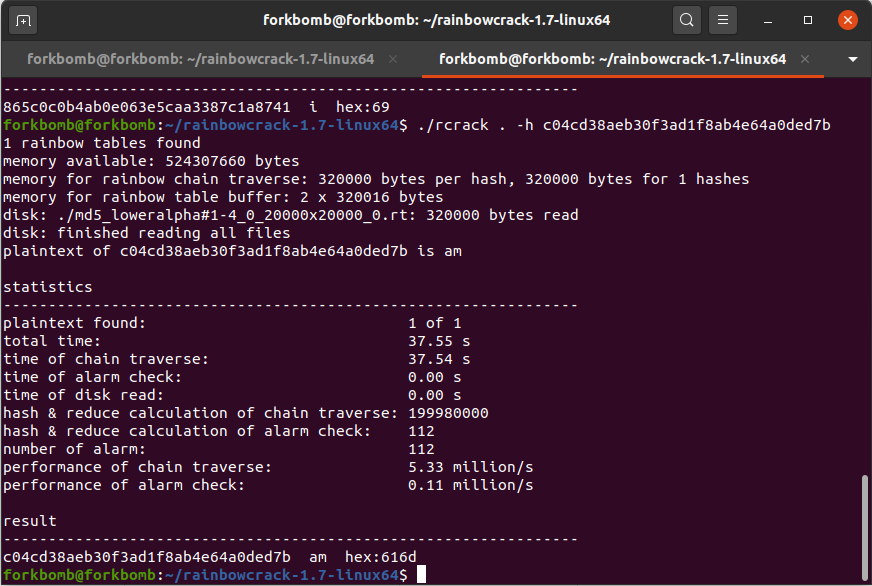 forkbomb@forkbomb: ~/rainbowcrack-1.7-linux64
forkbomb@forkbomb: ~/rainbowcrack-1.7-linux64 × forkbomb@forkbomb: ~/rainbowcrack-1.7-linux64 ×
----------------------------------------------------------------
865c0c0b4ab0e063e5caa3387c1a8741  i  hex:69
forkbomb@forkbomb:~/rainbowcrack-1.7-linux64$ ./rcrack . -h c04cd38aeb30f3ad1f8ab4e64a0ded7b
1 rainbow tables found
memory available: 524307660 bytes
memory for rainbow chain traverse: 320000 bytes per hash, 320000 bytes for 1 hashes
memory for rainbow table buffer: 2 x 320016 bytes
disk: ./md5_loweralpha#1-4_0_20000x20000_0.rt: 320000 bytes read
disk: finished reading all files
plaintext of c04cd38aeb30f3ad1f8ab4e64a0ded7b is am
statistics
----------------------------------------------------------------
plaintext found:                             1 of 1
total time:                                  37.55 s
time of chain traverse:                      37.54 s
time of alarm check:                         0.00 s
time of disk read:                           0.00 s
hash & reduce calculation of chain traverse: 199980000
hash & reduce calculation of alarm check:    112
number of alarm:                             112
performance of chain traverse:               5.33 million/s
performance of alarm check:                  0.11 million/s
result
----------------------------------------------------------------
c04cd38aeb30f3ad1f8ab4e64a0ded7b  am  hex:616d
forkbomb@forkbomb:~/rainbowcrack-1.7-linux64$